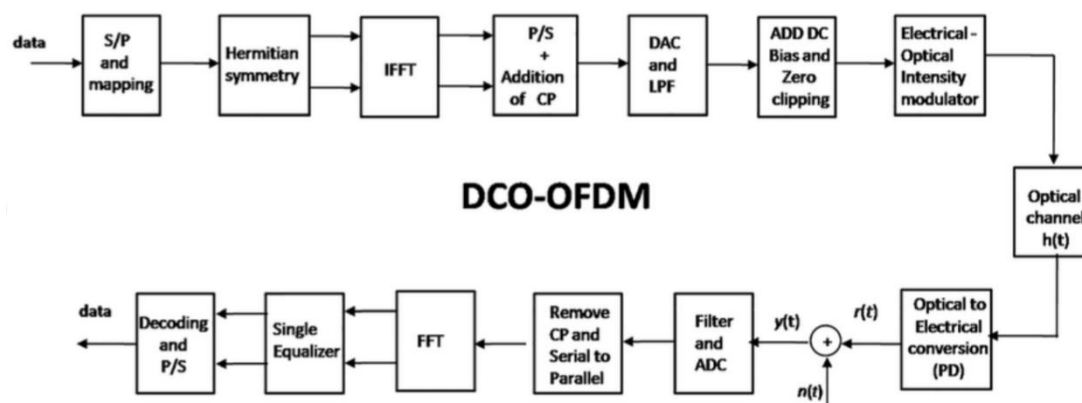 data
S/P
and
mapping
Hermitian
symmetry
IFFT
P/S
+
Addition
of CP
DAC
and
LPF
ADD DC
Bias and
Zero
clipping
Electrical -
Optical
Intensity
modulator
DCO-OFDM
Optical
channel
h(t)
data
Decoding
and
P/S
Single
Equalizer
FFT
Remove
CP and
Serial to
Parallel
Filter
and
ADC
y(t)
+
n(t)
r(t)
Optical to
Electrical
conversion
(PD)